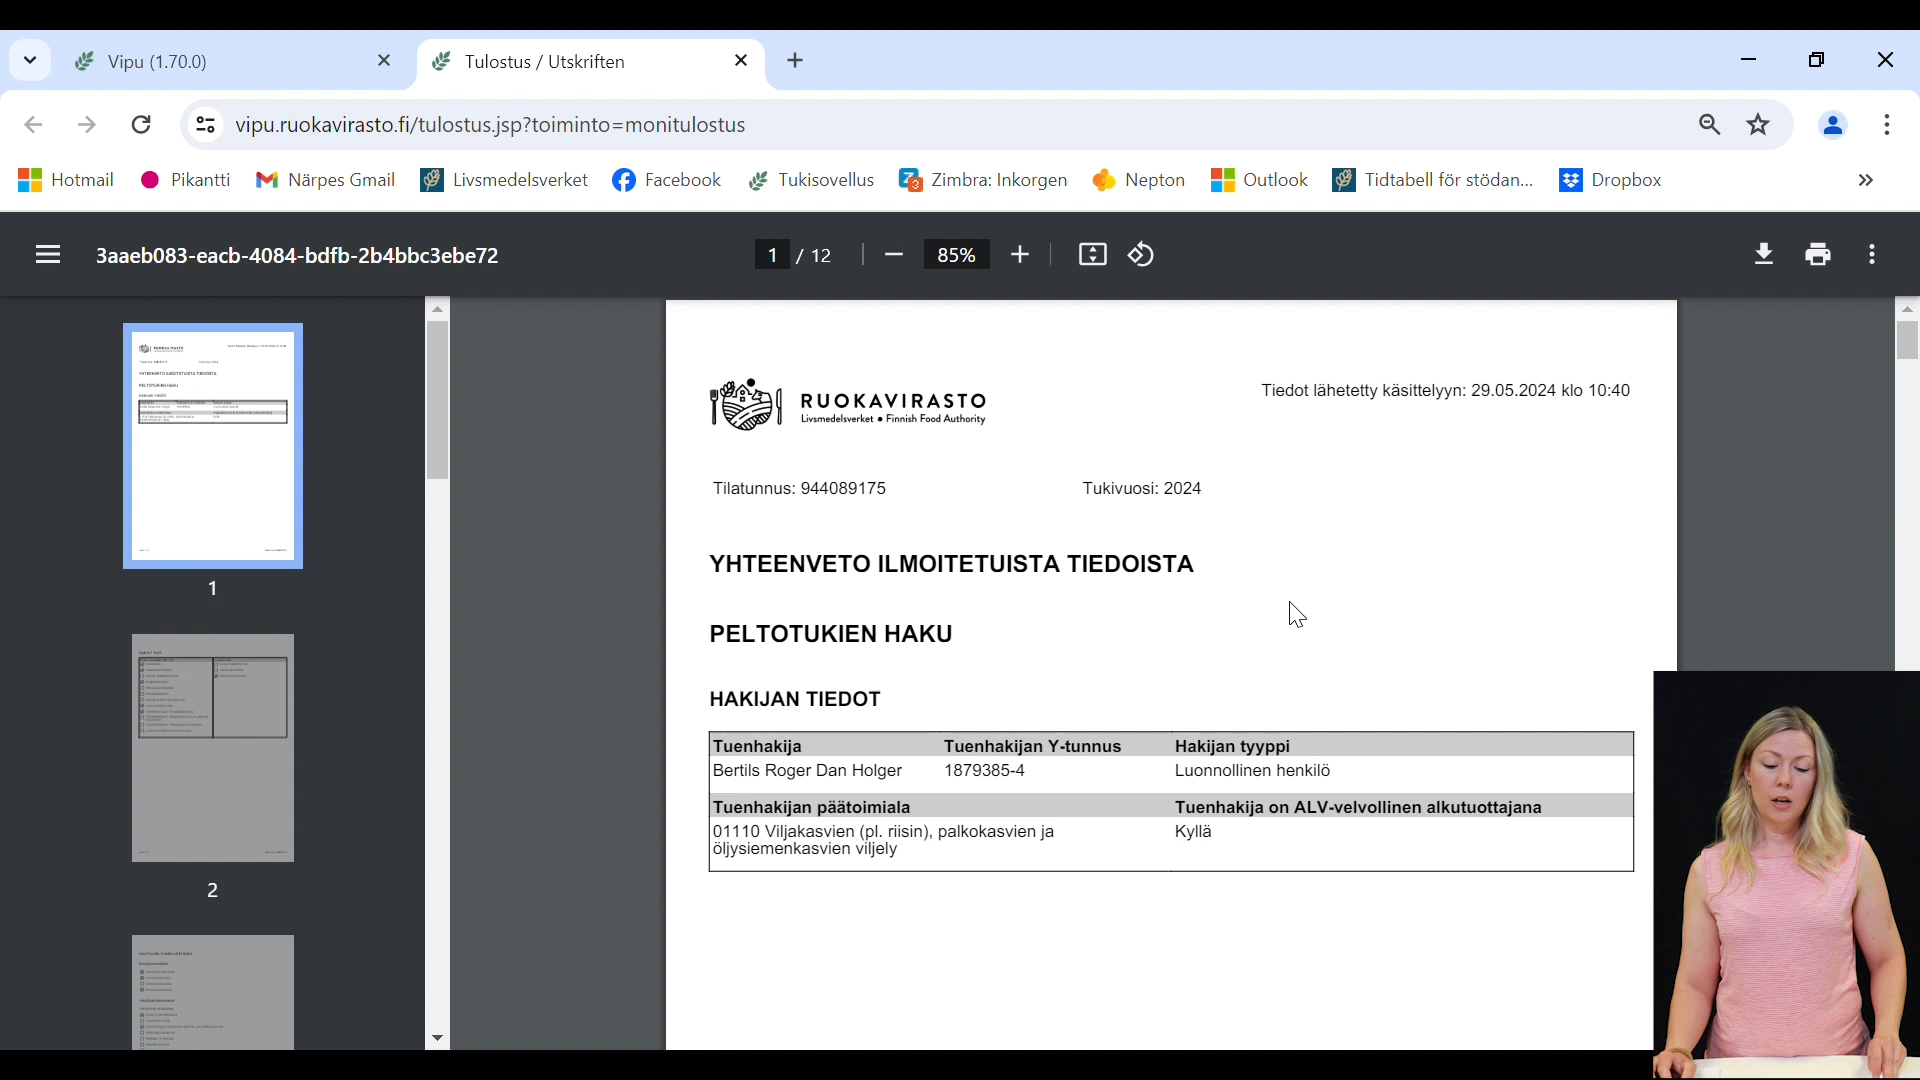 Vipu (1.70.0)
Tulostus / Utskriften
vipu.ruokavirasto.fi/tulostus.jsp?toiminto=monitulostus
Hotmail
Pikantti
Närpes Gmail
Livsmedelsverket
Facebook
Tukisovellus
Zimbra: Inkorgen
Nepton
Outlook
Tidtabell för stödan...
Dropbox
»
3aaeb083-eacb-4084-bdfb-2b4bbc3ebe72
1 / 12
85%
1
2
RUOKAVIRASTO
Livsmedelsverket • Finnish Food Authority
Tiedot lähetetty käsittelyyn: 29.05.2024 klo 10:40
Tilatunnus: 944089175
Tukivuosi: 2024
YHTEENVETO ILMOITETUISTA TIEDOISTA
PELTOTUKIEN HAKU
HAKIJAN TIEDOT
Tuenhakija Tuenhakijan Y-tunnus Hakijan tyyppi
Bertils Roger Dan Holger 1879385-4 Luonnollinen henkilö
Tuenhakijan päätoimiala Tuenhakija on ALV-velvollinen alkutuottajana
01110 Viljakasvien (pl. riisin), palkokasvien ja Kyllä
öljysiemenkasvien viljely